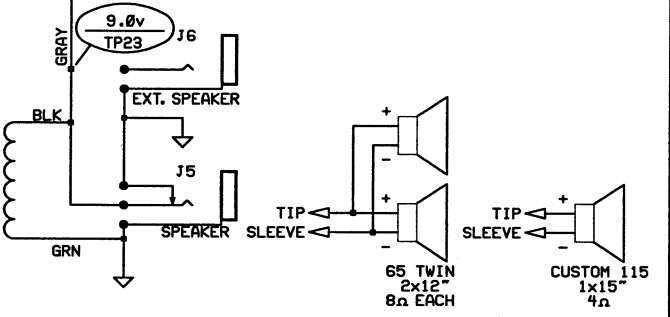 9.0v
TP23
GRAY
J6
EXT. SPEAKER
BLK
J5
SPEAKER
GRN
+
-
TIP
SLEEVE
+
-
65 TWIN
2x12"
8Ω EACH
TIP
SLEEVE
+
-
CUSTOM 115
1x15"
4Ω